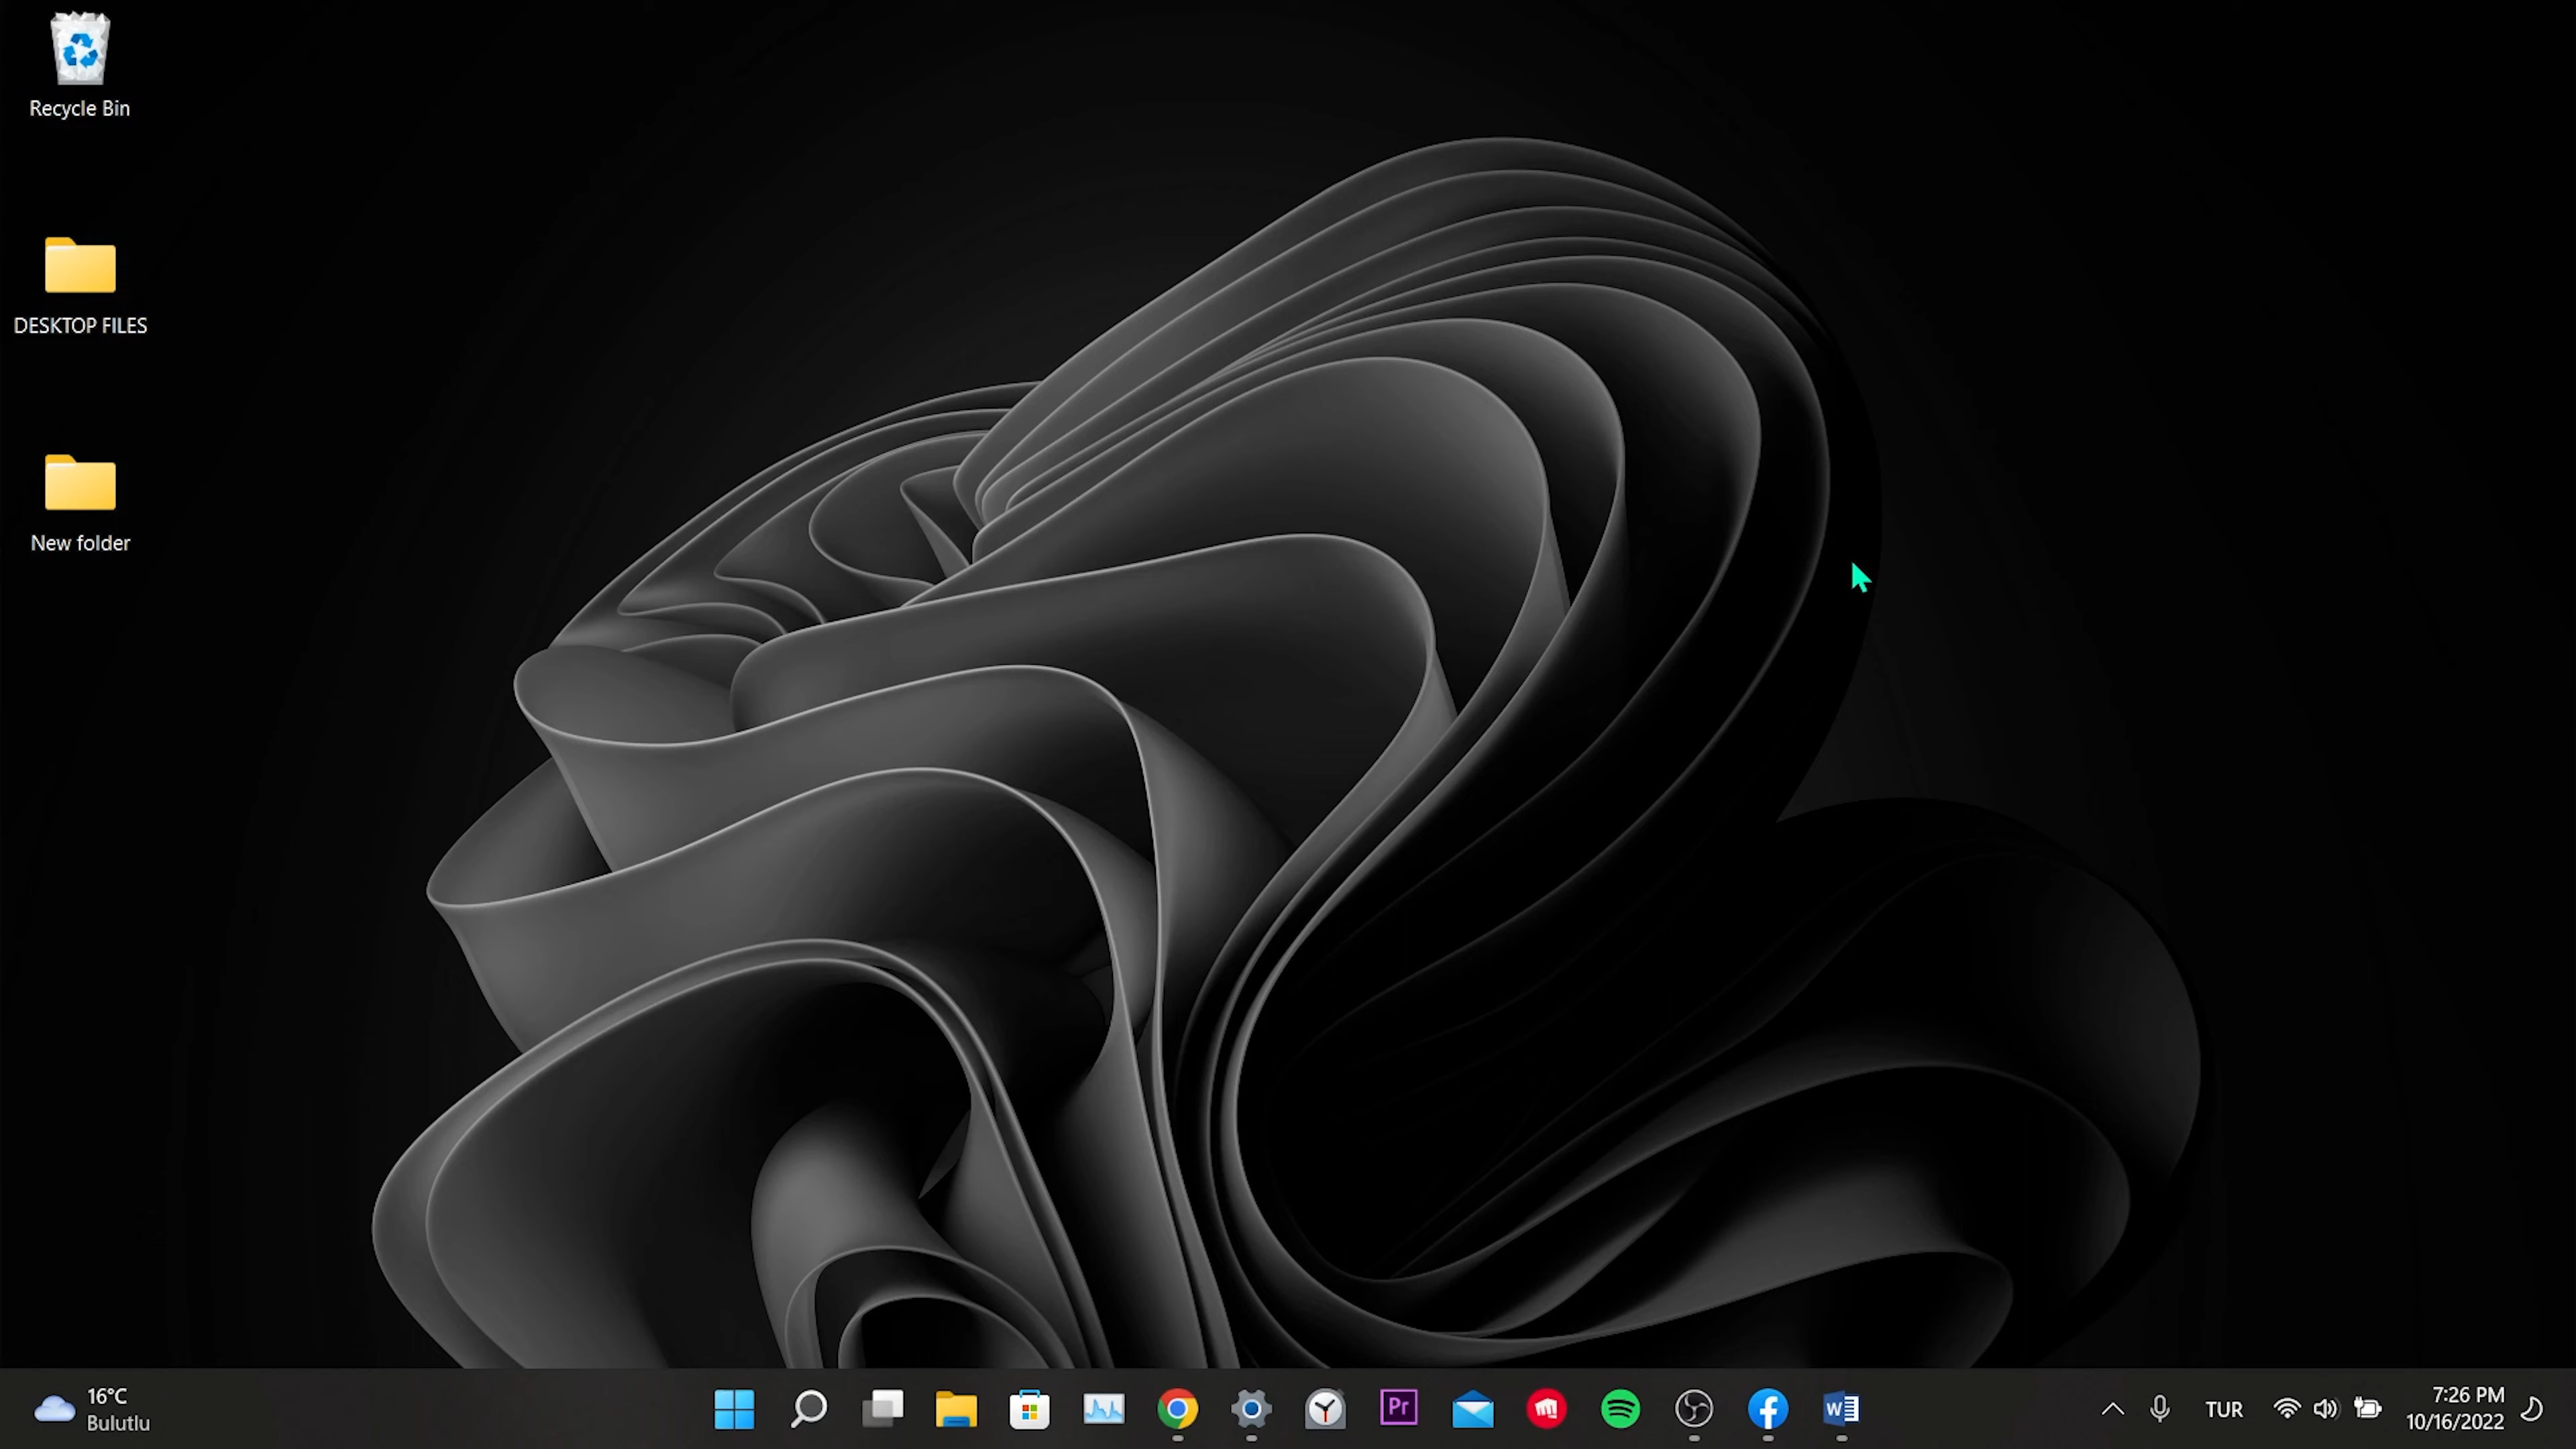 Recycle Bin
DESKTOP FILES
New folder
16°C
Bulutlu
Pr
W
TUR
7:26 PM
10/16/2022